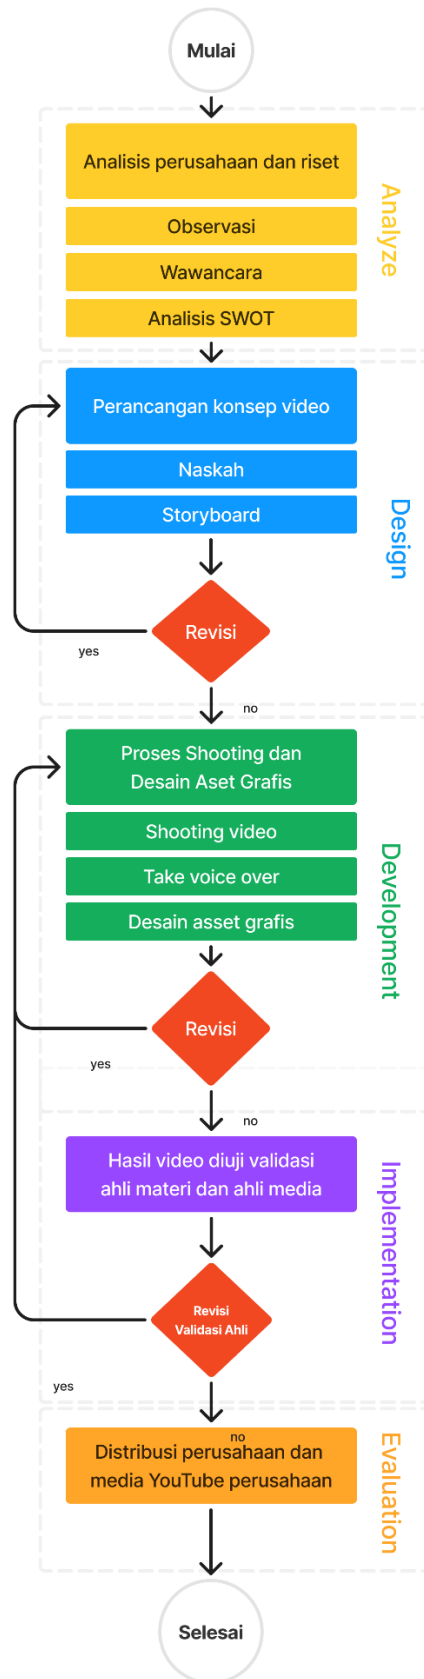 Mulai
Analisis perusahaan dan riset
Observasi
Wawancara
Analisis SWOT
Analyze
Perancangan konsep video
Naskah
Storyboard
Design
Revisi
yes
no
Proses Shooting dan
Desain Aset Grafis
Shooting video
Take voice over
Desain asset grafis
Development
Revisi
yes
no
Hasil video diuji validasi
ahli materi dan ahli media
Implementation
Revisi
Validasi Ahli
yes
no
Distribusi perusahaan dan
media YouTube perusahaan
Evaluation
Selesai